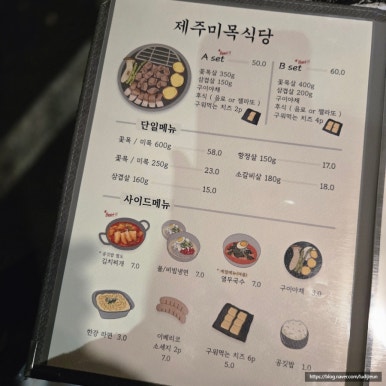 제주미목식당
A set 50.0
꽃목살 350g
삼겹살 150g
구이야채
후식 ( 음료 or 젤라또 )
구워먹는 치즈 2p
B set 60.0
꽃목살 400g
삼겹살 200g
구이야채
후식 ( 음료 or 젤라또 )
구워먹는 치즈 4p
단일메뉴
꽃목 / 미목 600g 58.0
꽃목 / 미목 250g 23.0
삼겹살 160g 15.0
항정살 150g 17.0
소갈비살 180g 18.0
사이드메뉴
김치찌개 7.0
물/비빔냉면 7.0
열무국수 7.0
구이야채
한강 라면 3.0
이베리코
소세지 2p
7.0
구워먹는 치즈 6p
5.0
공깃밥 1.0
https://blog.naver.com/ludijesun